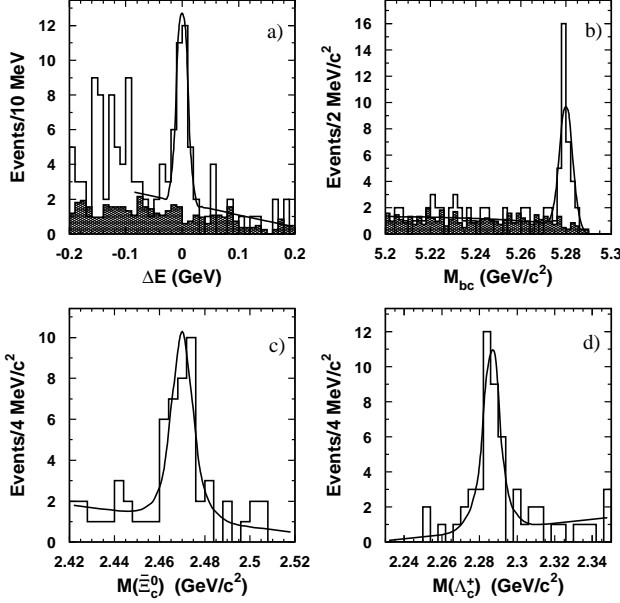 a)
Events/10 MeV
12
10
8
6
4
2
0
-0.2 -0.1 0 0.1 0.2
ΔE (GeV)
b)
Events/2 MeV/c²
16
14
12
10
8
6
4
2
0
5.2 5.22 5.24 5.26 5.28 5.3
M_bc (GeV/c²)
c)
Events/4 MeV/c²
10
8
6
4
2
0
2.42 2.44 2.46 2.48 2.5 2.52
M(Ξ̄_c⁰) (GeV/c²)
d)
Events/4 MeV/c²
14
12
10
8
6
4
2
0
2.24 2.26 2.28 2.3 2.32 2.34
M(Λ_c⁺) (GeV/c²)